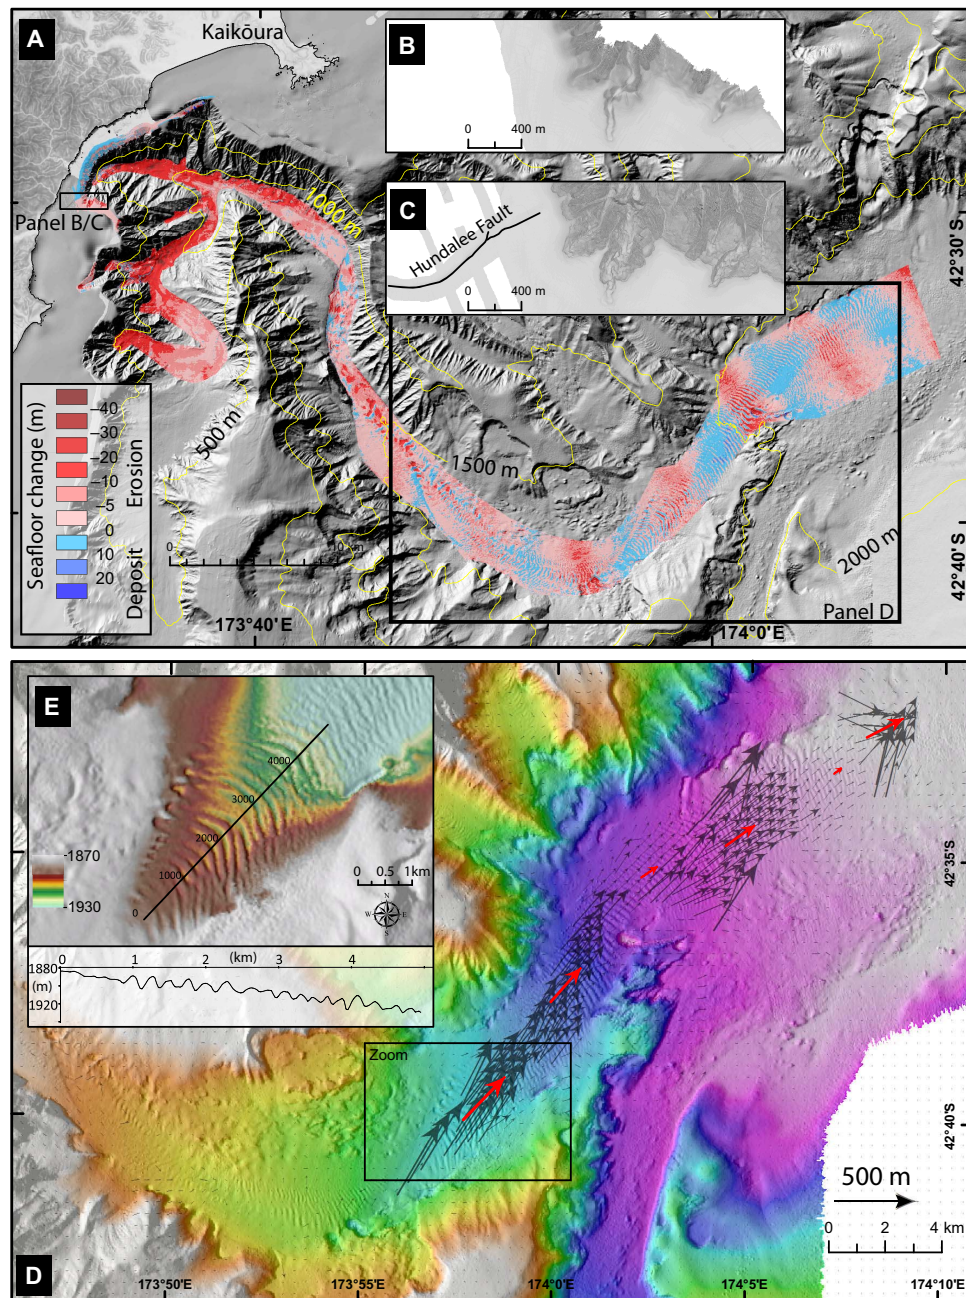 A
Kaikōura
B
0 400 m
Panel B/C
C
Hundalee Fault
0 400 m
1000 m
42°30' S
Seafloor change (m)
–40
–30
–20
–10
–5
0
10
20
Erosion
Deposit
500 m
1500 m
2000 m
Panel D
42°40' S
173°40' E
174°0' E
E
4000
3000
2000
1000
0
-1870
-1930
0 0.5 1km
N
W E
S
0 1 2 (km) 3 4
1880
(m)
1920
Zoom
42°35'S
42°40'S
500 m
0 2 4 km
D
173°50'E
173°55'E
174°0'E
174°5'E
174°10'E